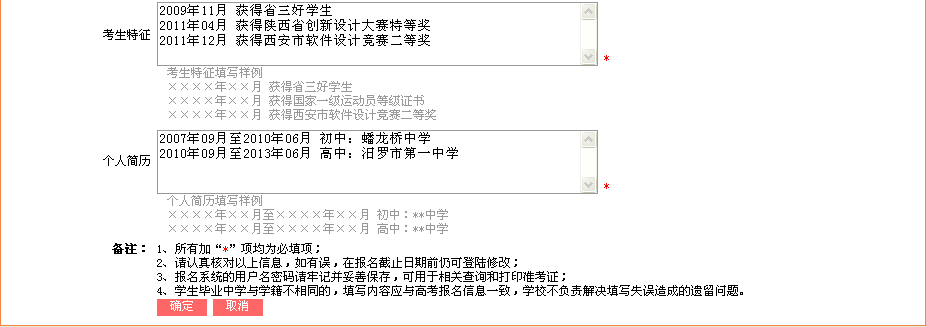 考生特征
2009年11月 获得省三好学生
2011年04月 获得陕西省创新设计大赛特等奖
2011年12月 获得西安市软件设计竞赛二等奖
*
考生特征填写样例
××××年××月 获得省三好学生
××××年××月 获得国家一级运动员等级证书
××××年××月 获得西安市软件设计竞赛二等奖
个人简历
2007年09月至2010年06月 初中：蟠龙桥中学
2010年09月至2013年06月 高中：汨罗市第一中学
*
个人简历填写样例
××××年××月至××××年××月 初中：**中学
××××年××月至××××年××月 高中：**中学
备注： 1、所有加“*”项均为必填项；
2、请认真核对以上信息，如有误，在报名截止日期前仍可登陆修改；
3、报名系统的用户名密码请牢记并妥善保存，可用于相关查询和打印准考证；
4、学生毕业中学与学籍不相同的，填写内容应与高考报名信息一致，学校不负责解决填写失误造成的遗留问题。
确定 取消